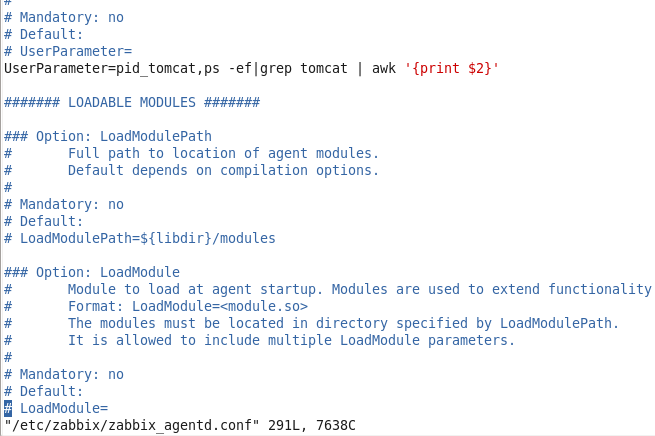 #
# Mandatory: no
# Default:
# UserParameter=
UserParameter=pid_tomcat,ps -ef|grep tomcat | awk '{print $2}'
####### LOADABLE MODULES #######
### Option: LoadModulePath
#       Full path to location of agent modules.
#       Default depends on compilation options.
#
# Mandatory: no
# Default:
# LoadModulePath=${libdir}/modules
### Option: LoadModule
#       Module to load at agent startup. Modules are used to extend functionality
#       Format: LoadModule=<module.so>
#       The modules must be located in directory specified by LoadModulePath.
#       It is allowed to include multiple LoadModule parameters.
#
# Mandatory: no
# Default:
# LoadModule=
"/etc/zabbix/zabbix_agentd.conf" 291L, 7638C